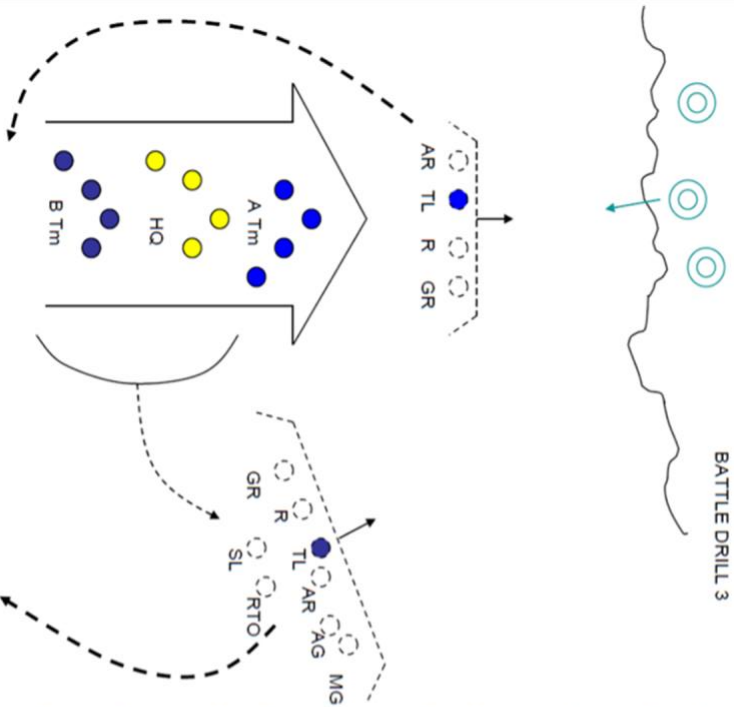 BATTLE DRILL 3
AR TL R GR
GR R TL AR AG MG
SL RTO
A Tm
HQ
B Tm